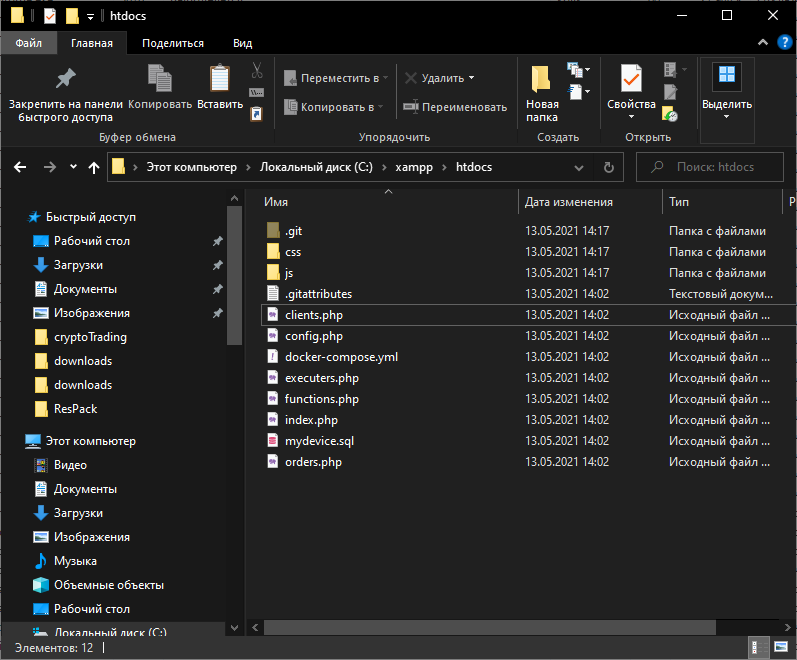 htdocs
Файл Главная Поделиться Вид
Закрепить на панели быстрого доступа
Копировать
Вставить
Переместить в
Копировать в
Удалить
Переименовать
Новая папка
Свойства
Выделить
Буфер обмена Упорядочить Создать Открыть
Этот компьютер Локальный диск (C:) xampp htdocs
Поиск: htdocs
Имя Дата изменения Тип Р
Быстрый доступ
Рабочий стол
Загрузки
Документы
Изображения
cryptoTrading
downloads
downloads
ResPack
Этот компьютер
Видео
Документы
Загрузки
Изображения
Музыка
Объемные объекты
Рабочий стол
Локальный диск (C:)
.git 13.05.2021 14:17 Папка с файлами
css 13.05.2021 14:17 Папка с файлами
js 13.05.2021 14:17 Папка с файлами
.gitattributes 13.05.2021 14:02 Текстовый докум...
clients.php 13.05.2021 14:02 Исходный файл ...
config.php 13.05.2021 14:02 Исходный файл ...
docker-compose.yml 13.05.2021 14:02 Исходный файл ...
executers.php 13.05.2021 14:02 Исходный файл ...
functions.php 13.05.2021 14:02 Исходный файл ...
index.php 13.05.2021 14:02 Исходный файл ...
mydevice.sql 13.05.2021 14:02 Исходный файл ...
orders.php 13.05.2021 14:02 Исходный файл ...
Элементов: 12